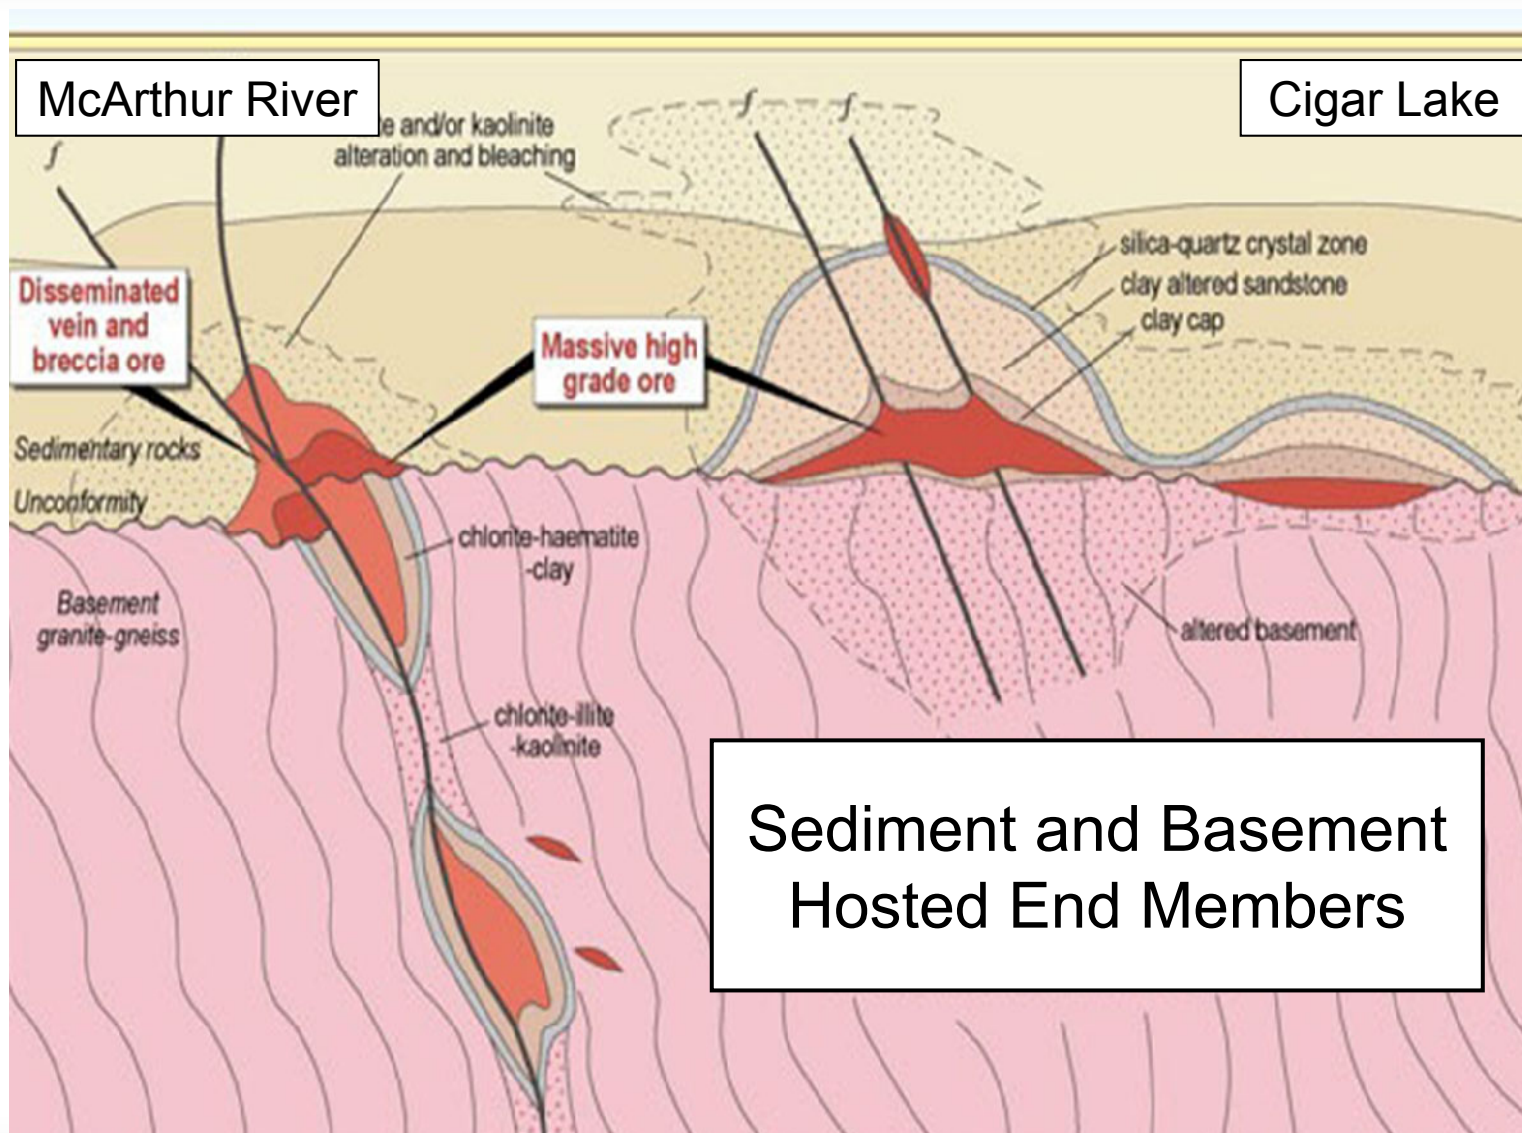 McArthur River
Cigar Lake
f
f
f
and/or kaolinite
alteration and bleaching
silica-quartz crystal zone
clay altered sandstone
clay cap
Disseminated
vein and
breccia ore
Massive high
grade ore
Sedimentary rocks
Unconformity
chlorite-haematite
-clay
Basement
granite-gneiss
altered basement
chlorite-illite
-kaolinite
Sediment and Basement
Hosted End Members